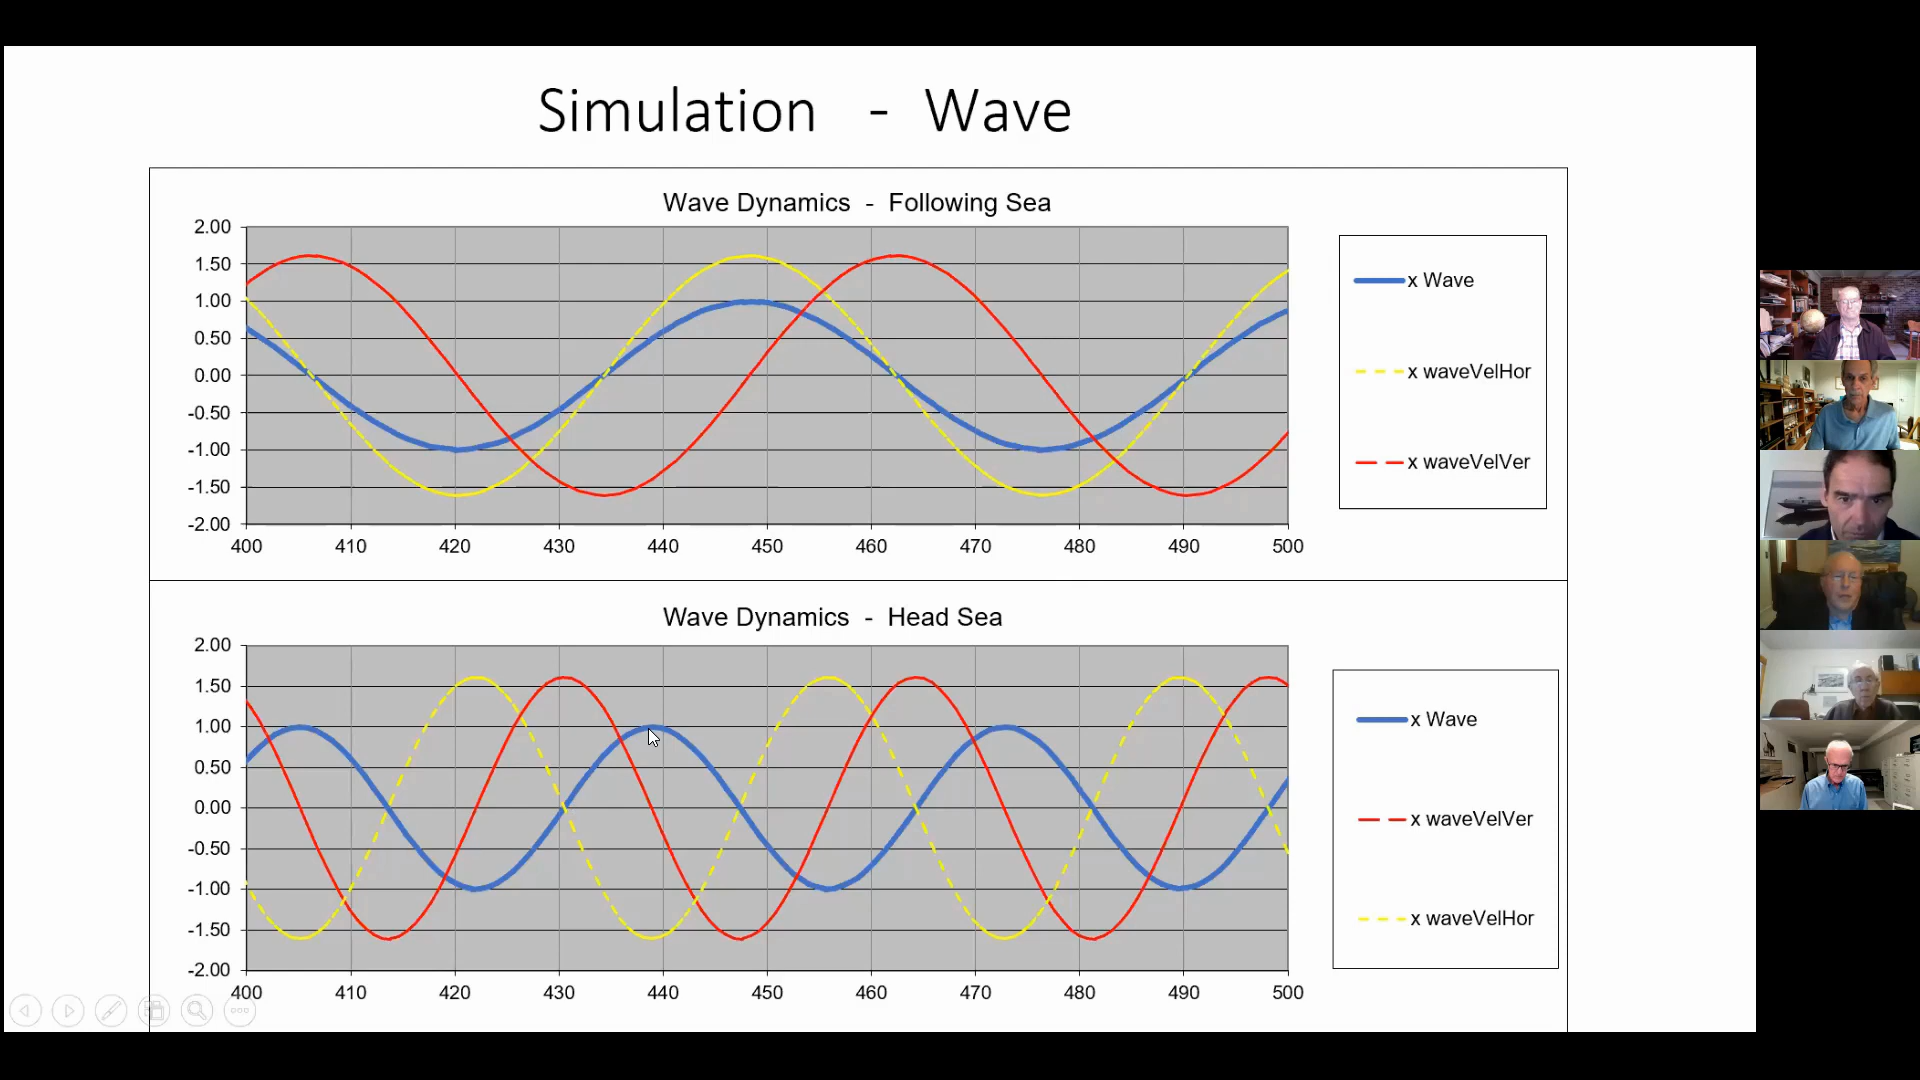 Simulation - Wave
Wave Dynamics - Following Sea
2.00
1.50
1.00
0.50
0.00
-0.50
-1.00
-1.50
-2.00
400 410 420 430 440 450 460 470 480 490 500
x Wave
x waveVelHor
x waveVelVer
Wave Dynamics - Head Sea
2.00
1.50
1.00
0.50
0.00
-0.50
-1.00
-1.50
-2.00
400 410 420 430 440 450 460 470 480 490 500
x Wave
x waveVelVer
x waveVelHor